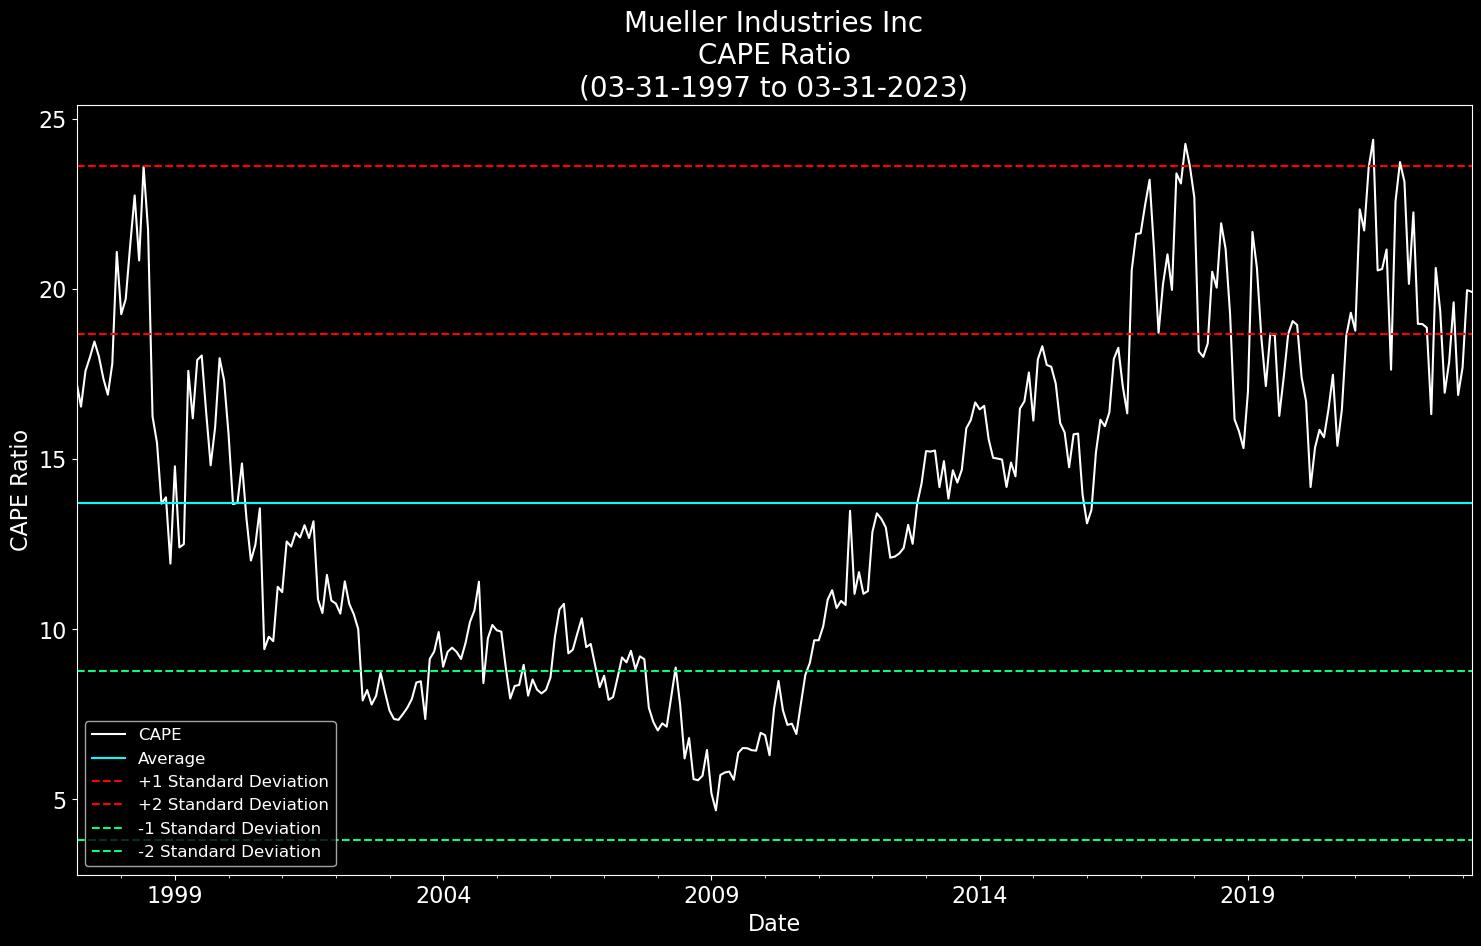 Mueller Industries Inc
CAPE Ratio
(03-31-1997 to 03-31-2023)
25
20
15
10
5
CAPE Ratio
CAPE
Average
+1 Standard Deviation
+2 Standard Deviation
-1 Standard Deviation
-2 Standard Deviation
1999 2004 2009 2014 2019
Date